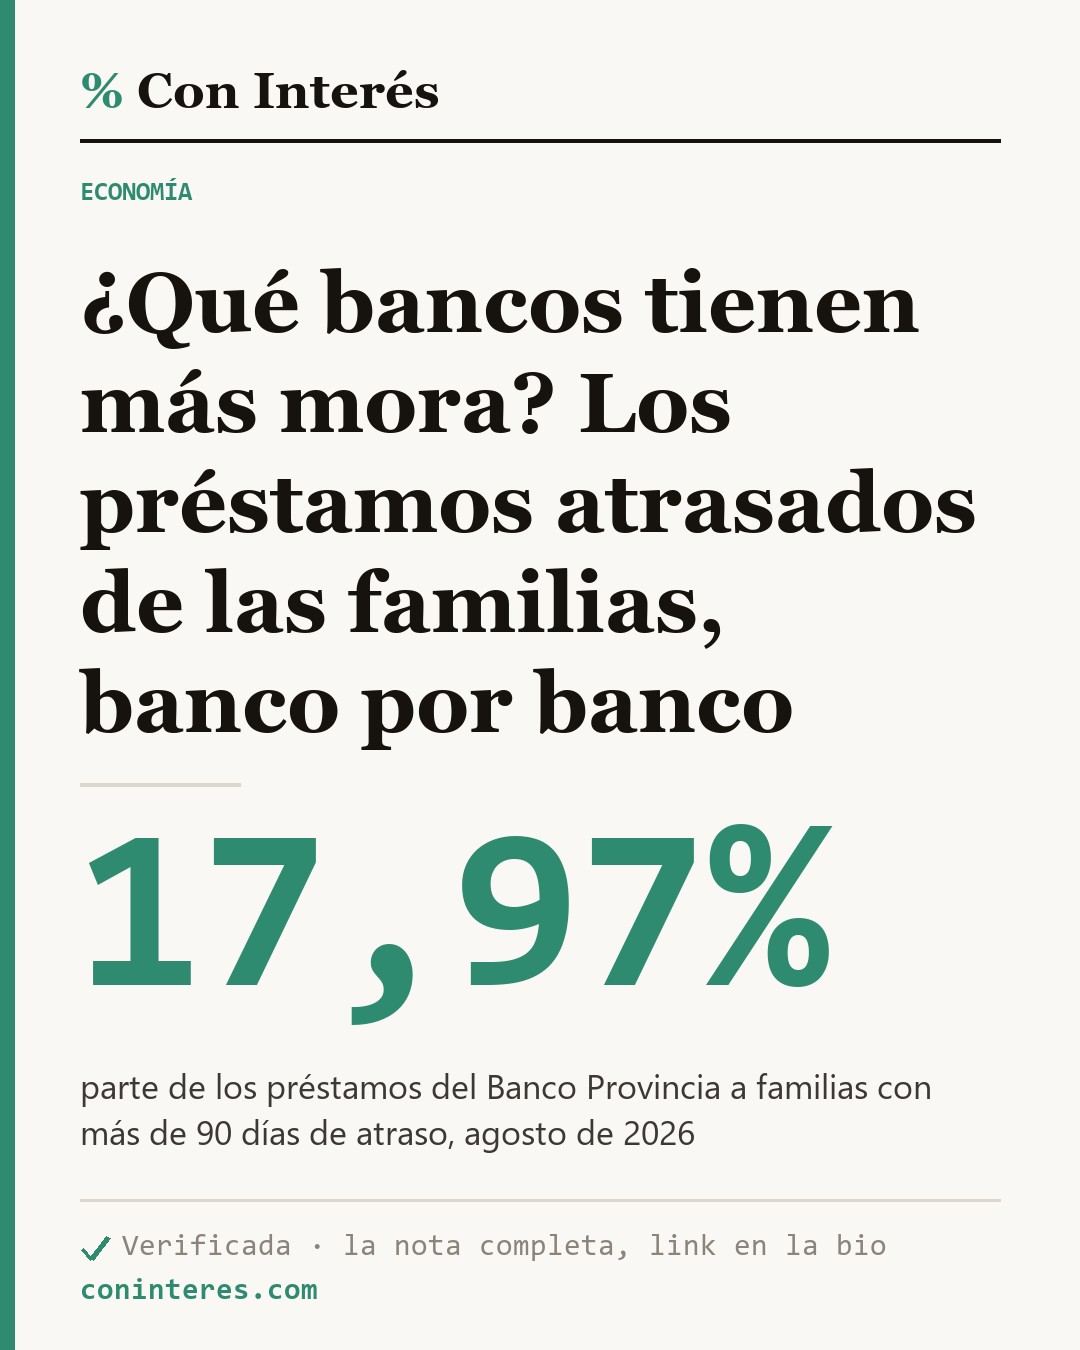 % Con Interés
ECONOMÍA
¿Qué bancos tienen
más mora? Los
préstamos atrasados
de las familias,
banco por banco
17,97%
parte de los préstamos del Banco Provincia a familias con
más de 90 días de atraso, agosto de 2026
✓ Verificada · la nota completa, link en la bio
coninteres.com